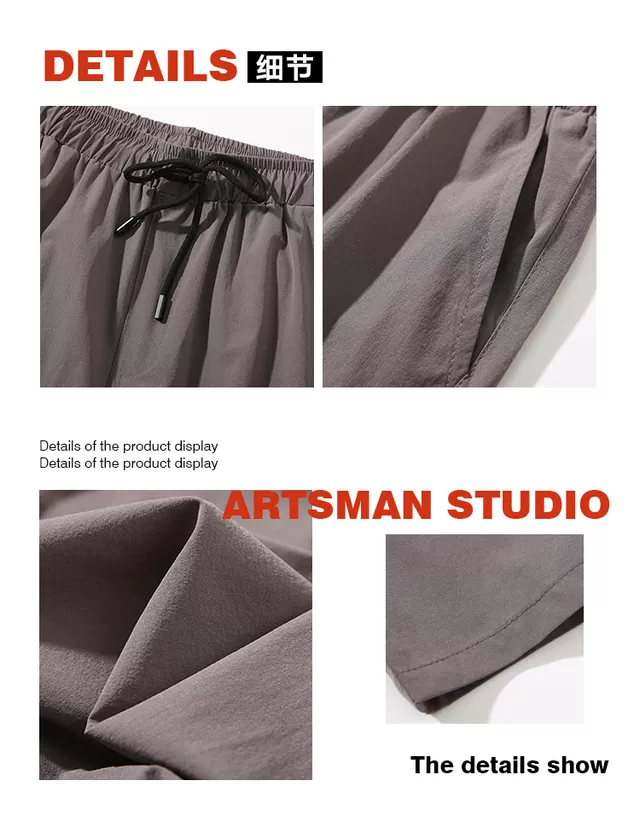 DETAILS 细节
Details of the product display
Details of the product display
ARTSMAN STUDIO
The details show